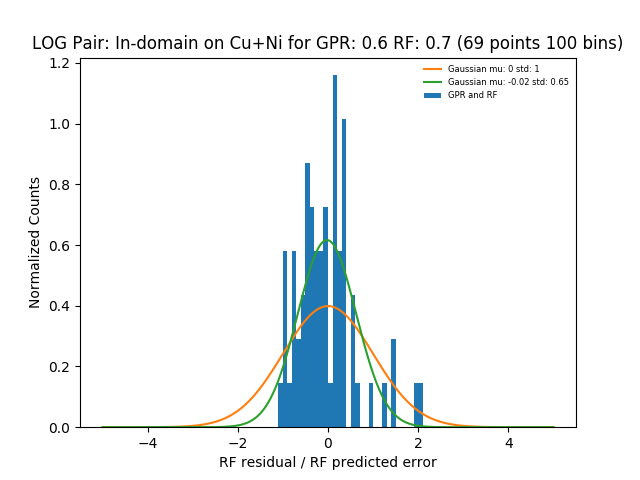 LOG Pair: In-domain on Cu+Ni for GPR: 0.6 RF: 0.7 (69 points 100 bins)
Gaussian mu: 0 std: 1
Gaussian mu: -0.02 std: 0.65
GPR and RF
Normalized Counts
1.2
1.0
0.8
0.6
0.4
0.2
0.0
−4 −2 0 2 4
RF residual / RF predicted error